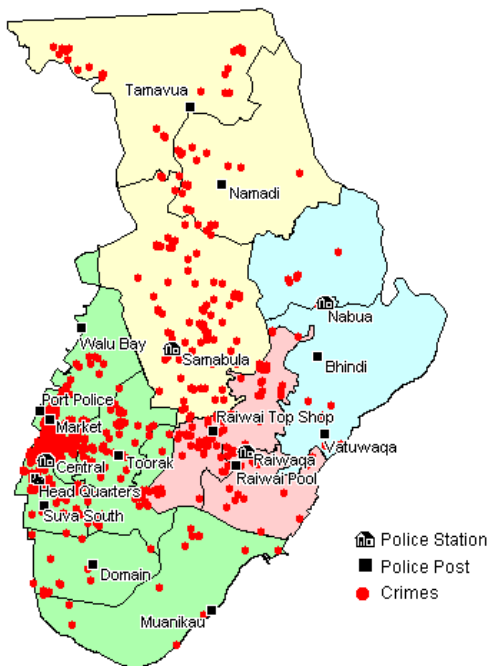 Tamavua
Namadi
Nabua
Walu Bay
Samabula
Bhindi
Port Police
Market
Raiwai Top Shop
Vatuwaqa
Central
Toorak
Raiwaqa
Raiwai Pool
Head Quarters
Suva South
Domain
Muanikau
Police Station
Police Post
Crimes